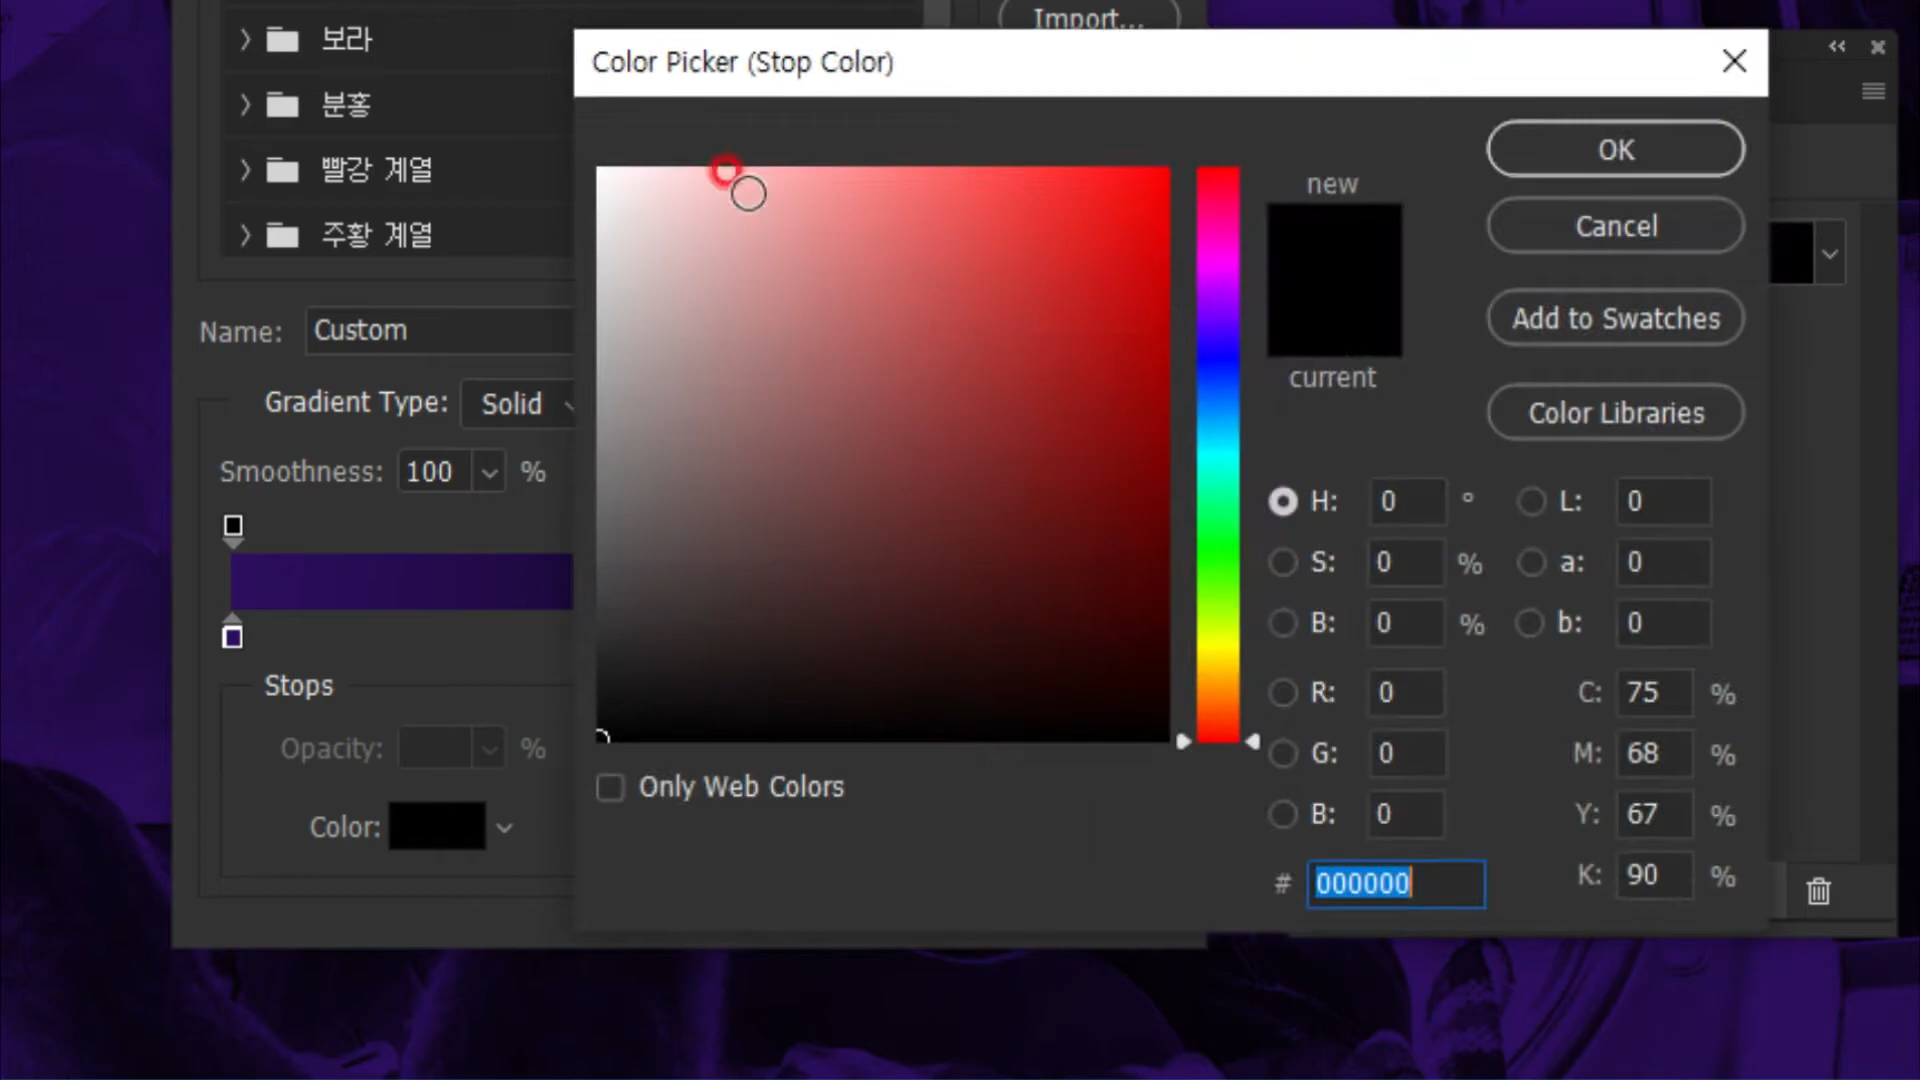 보라
분홍
빨강 계열
주황 계열
Import...
Name: Custom
Gradient Type: Solid
Smoothness: 100 %
Stops
Opacity: %
Color:
Color Picker (Stop Color)
new
current
OK
Cancel
Add to Swatches
Color Libraries
H: 0 °
S: 0 %
B: 0 %
R: 0
G: 0
B: 0
# 000000
L: 0
a: 0
b: 0
C: 75 %
M: 68 %
Y: 67 %
K: 90 %
Only Web Colors